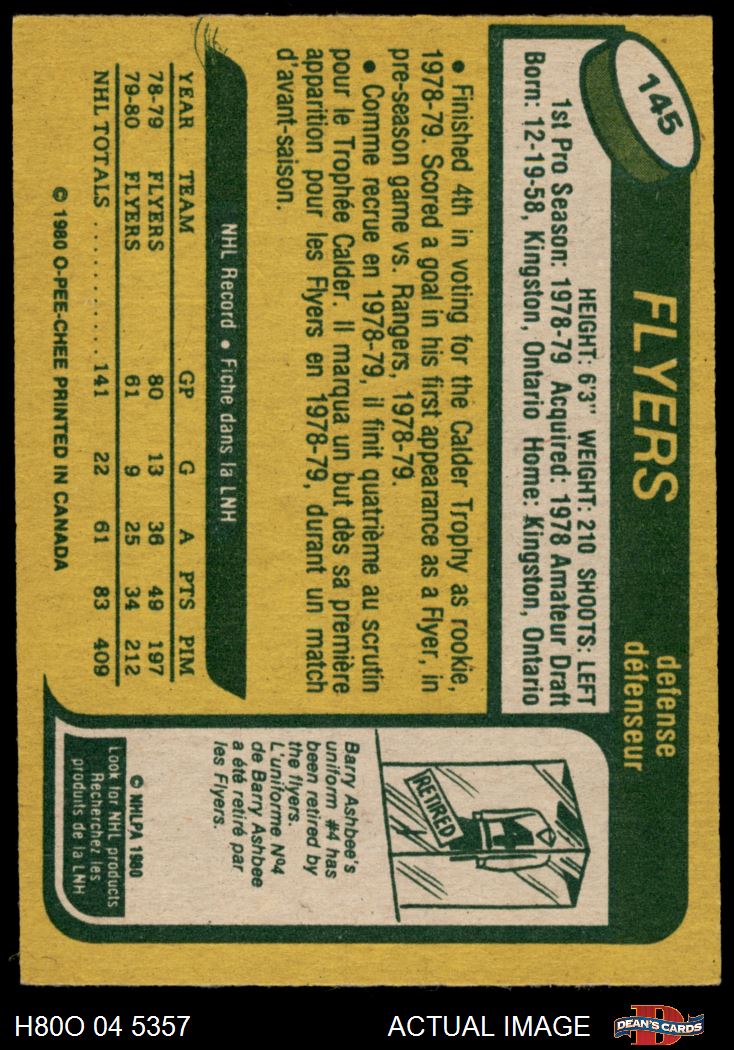 145
FLYERS
defense
défenseur
HEIGHT: 6'3" WEIGHT: 210 SHOOTS: LEFT
1st Pro Season: 1978-79 Acquired: 1978 Amateur Draft
Born: 12-19-58, Kingston, Ontario Home: Kingston, Ontario
• Finished 4th in voting for the Calder Trophy as rookie,
1978-79. Scored a goal in his first appearance as a Flyer, in
pre-season game vs. Rangers, 1978-79.
• Comme recrue en 1978-79, il finit quatrième au scrutin
pour le Trophée Calder. Il marqua un but dès sa première
apparition pour les Flyers en 1978-79, durant un match
d'avant-saison.
NHL Record • Fiche dans la LNH
YEAR TEAM GP G A PTS PIM
78-79 FLYERS 80 13 36 49 197
79-80 FLYERS 61 9 25 34 212
NHL TOTALS ........... 141 22 61 83 409
© 1980 O-PEE-CHEE PRINTED IN CANADA
RETIRED
Barry Ashbee's
uniform #4 has
been retired by
the flyers.
L'uniforme Nº4
de Barry Ashbee
a été retiré par
les Flyers.
© NHLPA 1980
Look for NHL products
Recherchez les
produits de la LNH
H80O 04 5357
ACTUAL IMAGE
D
DEAN'S CARDS